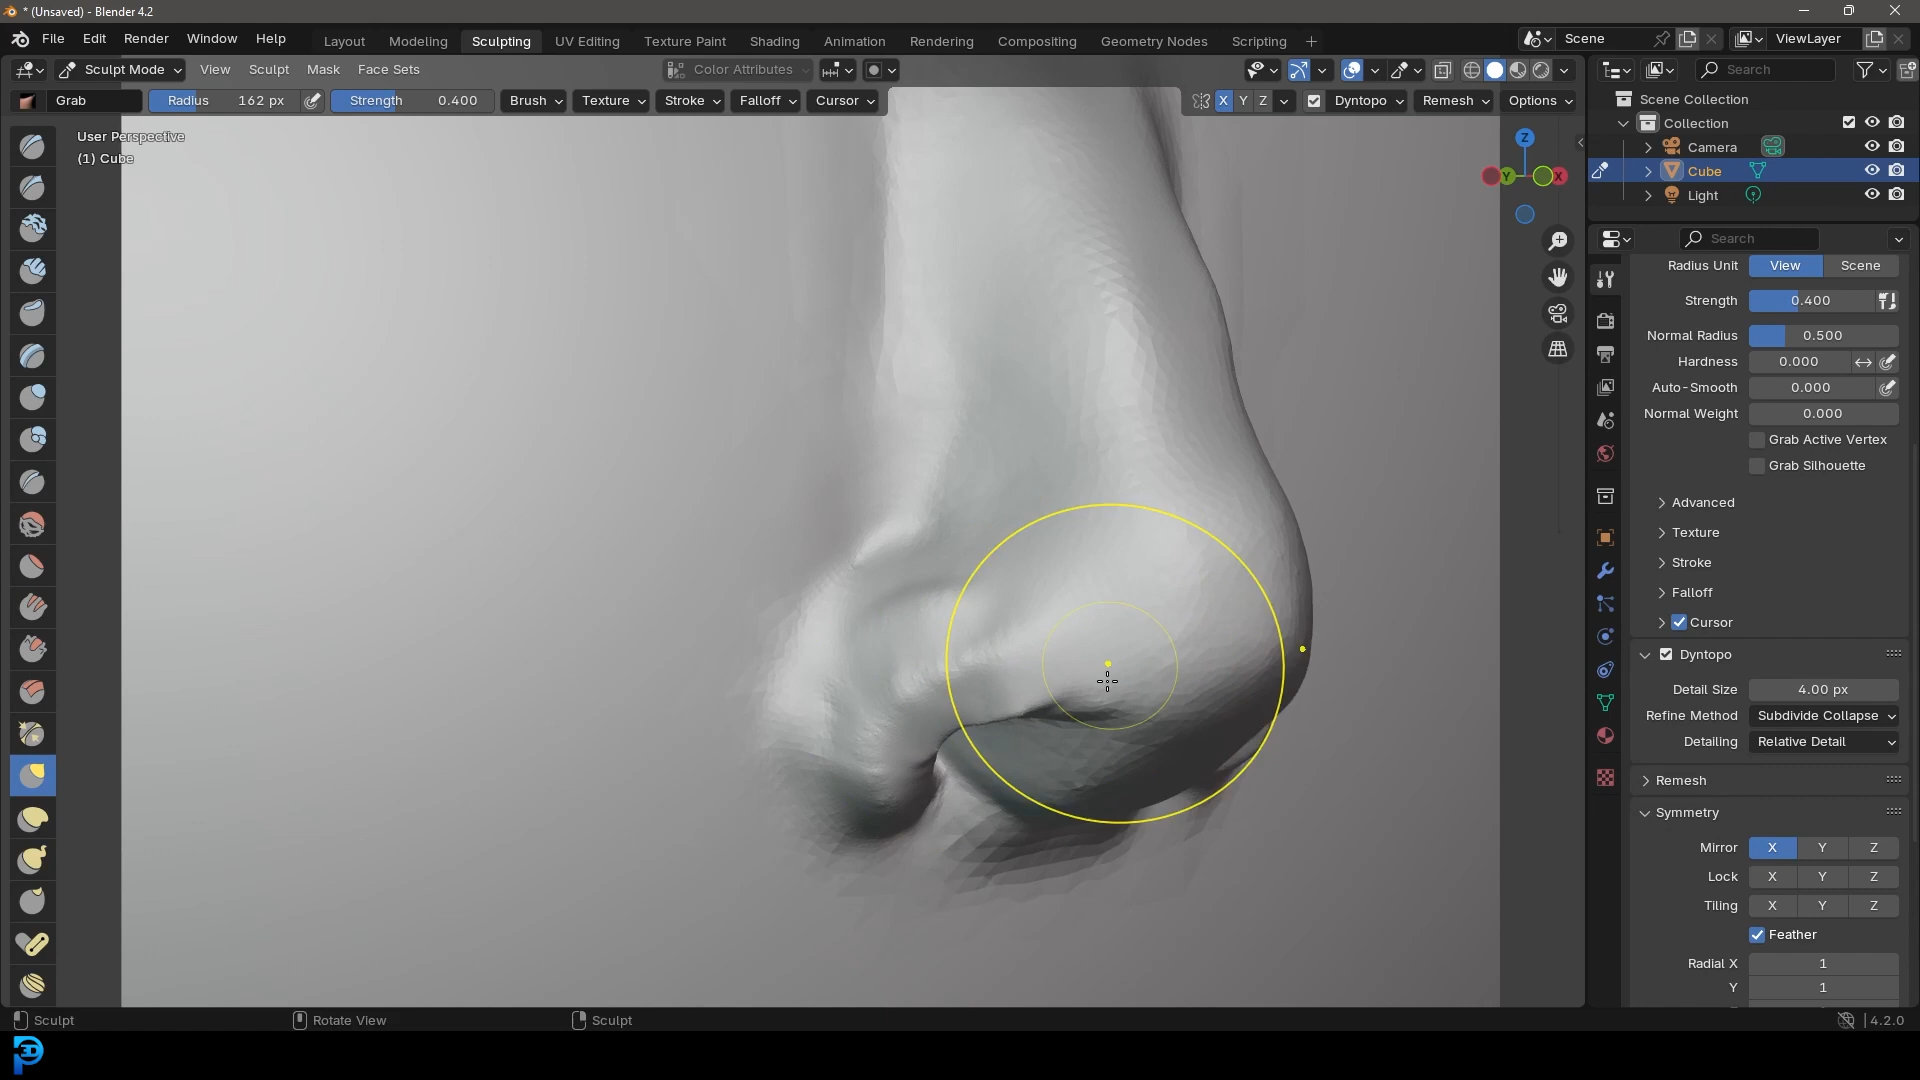 * (Unsaved) - Blender 4.2
File Edit Render Window Help Layout Modeling Sculpting UV Editing Texture Paint Shading Animation Rendering Compositing Geometry Nodes Scripting + Scene ViewLayer
Sculpt Mode View Sculpt Mask Face Sets Color Attributes Search
Grab Radius 162 px Strength 0.400 Brush Texture Stroke Falloff Cursor X Y Z Dyntopo Remesh Options
User Perspective
(1) Cube
Z
Y X
Scene Collection
Collection
Camera
Cube
Light
Search
Radius Unit View Scene
Strength 0.400
Normal Radius 0.500
Hardness 0.000
Auto-Smooth 0.000
Normal Weight 0.000
Grab Active Vertex
Grab Silhouette
Advanced
Texture
Stroke
Falloff
Cursor
Dyntopo
Detail Size 4.00 px
Refine Method Subdivide Collapse
Detailing Relative Detail
Remesh
Symmetry
Mirror X Y Z
Lock X Y Z
Tiling X Y Z
Feather
Radial X 1
Y 1
Sculpt Rotate View Sculpt 4.2.0